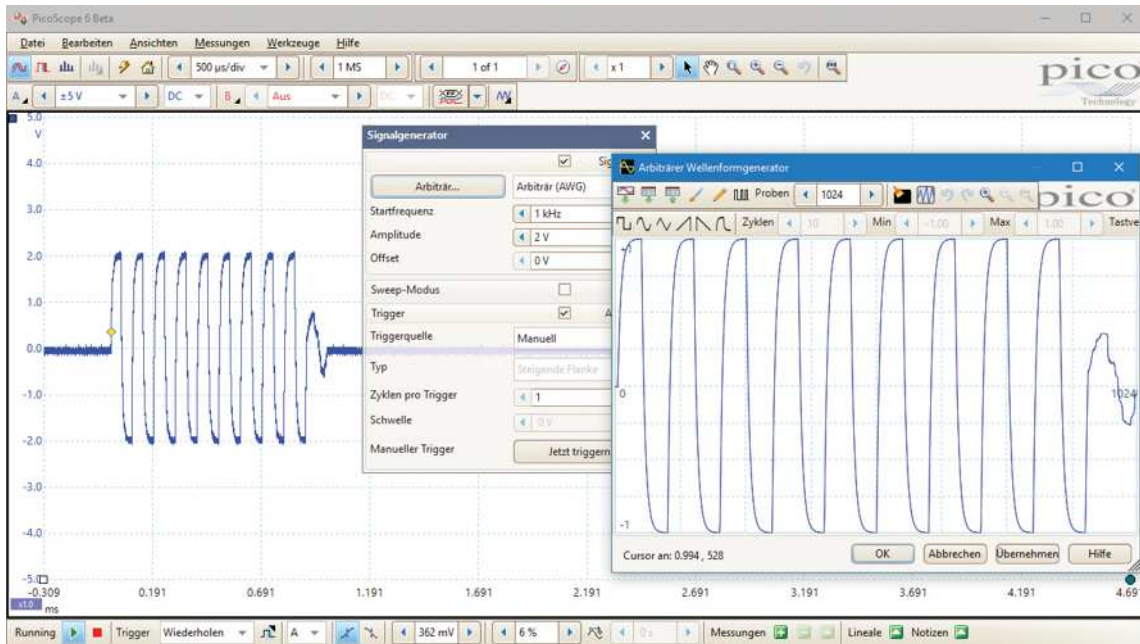 PicoScope 6 Beta
Datei Bearbeiten Ansichten Messungen Werkzeuge Hilfe
500 µs/div 1 MS 1 of 1 x1
pico
Technology
A ±5 V DC B Aus DC
5.0
V
4.0
3.0
2.0
1.0
0.0
-1.0
-2.0
-3.0
-4.0
-5.0
-0.309 0.191 0.691 1.191 1.691 2.191 2.691 3.191 3.691 4.191 4.69
x1.0 ms
Signalgenerator
Arbiträr... Arbiträr (AWG)
Startfrequenz 1 kHz
Amplitude 2 V
Offset 0 V
Sweep-Modus
Trigger
Triggerquelle Manuell
Typ Steigende Flanke
Zyklen pro Trigger 1
Schwelle 0 V
Manueller Trigger Jetzt triggern
Arbiträrer Wellenformgenerator
Proben 1024
pico
Zyklen 10 Min -1.00 Max 1.00 Tastve
+1
0 1024
-1
Cursor an: 0.994 , 528 OK Abbrechen Übernehmen Hilfe
Running Trigger Wiederholen A 362 mV 6 % 0 s Messungen Lineale Notizen